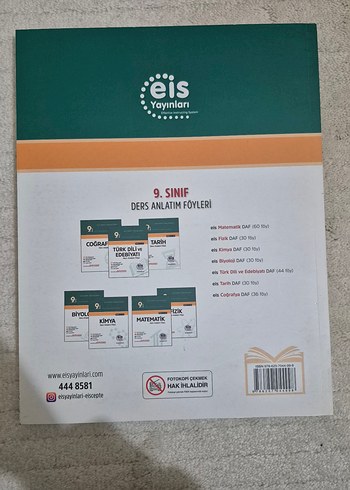 eis
Yayınları
9. SINIF
DERS ANLATIM FÖYLERİ
COĞRAF
TÜRK DİLİ ve
EDEBİYATI
TARİH
BİYOL
KİMYA
MATEMATİK
FİZİK
eis Matematik DAF (60 föy)
eis Fizik DAF (30 föy)
eis Kimya DAF (30 föy)
eis Biyoloji DAF (30 föy)
eis Türk Dili ve Edebiyatı DAF (44 föy)
eis Tarih DAF (30 föy)
eis Coğrafya DAF (36 föy)
www.eisyayinlari.com
444 8581
eisyayinlari-eiscepte
FOTOKOPİ ÇEKMEK
HAK İHLALİDİR